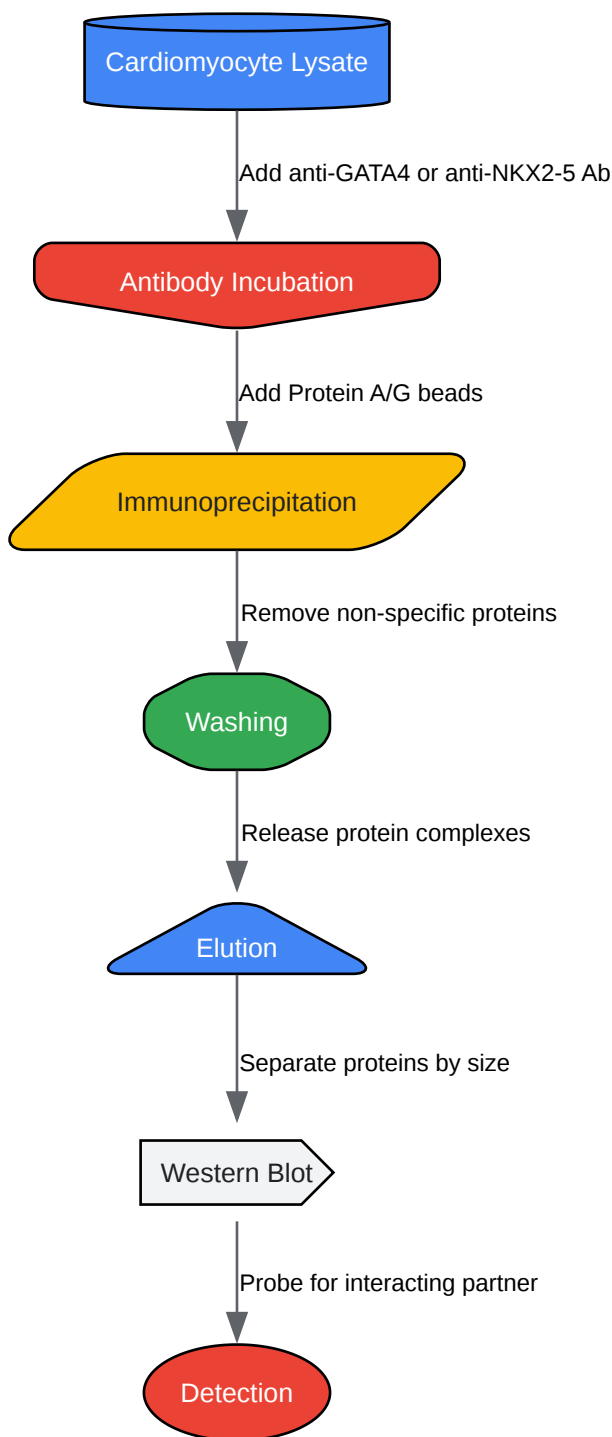 Cardiomyocyte Lysate
Add anti-GATA4 or anti-NKX2-5 Ab
Antibody Incubation
Add Protein A/G beads
Immunoprecipitation
Remove non-specific proteins
Washing
Release protein complexes
Elution
Separate proteins by size
Western Blot
Probe for interacting partner
Detection